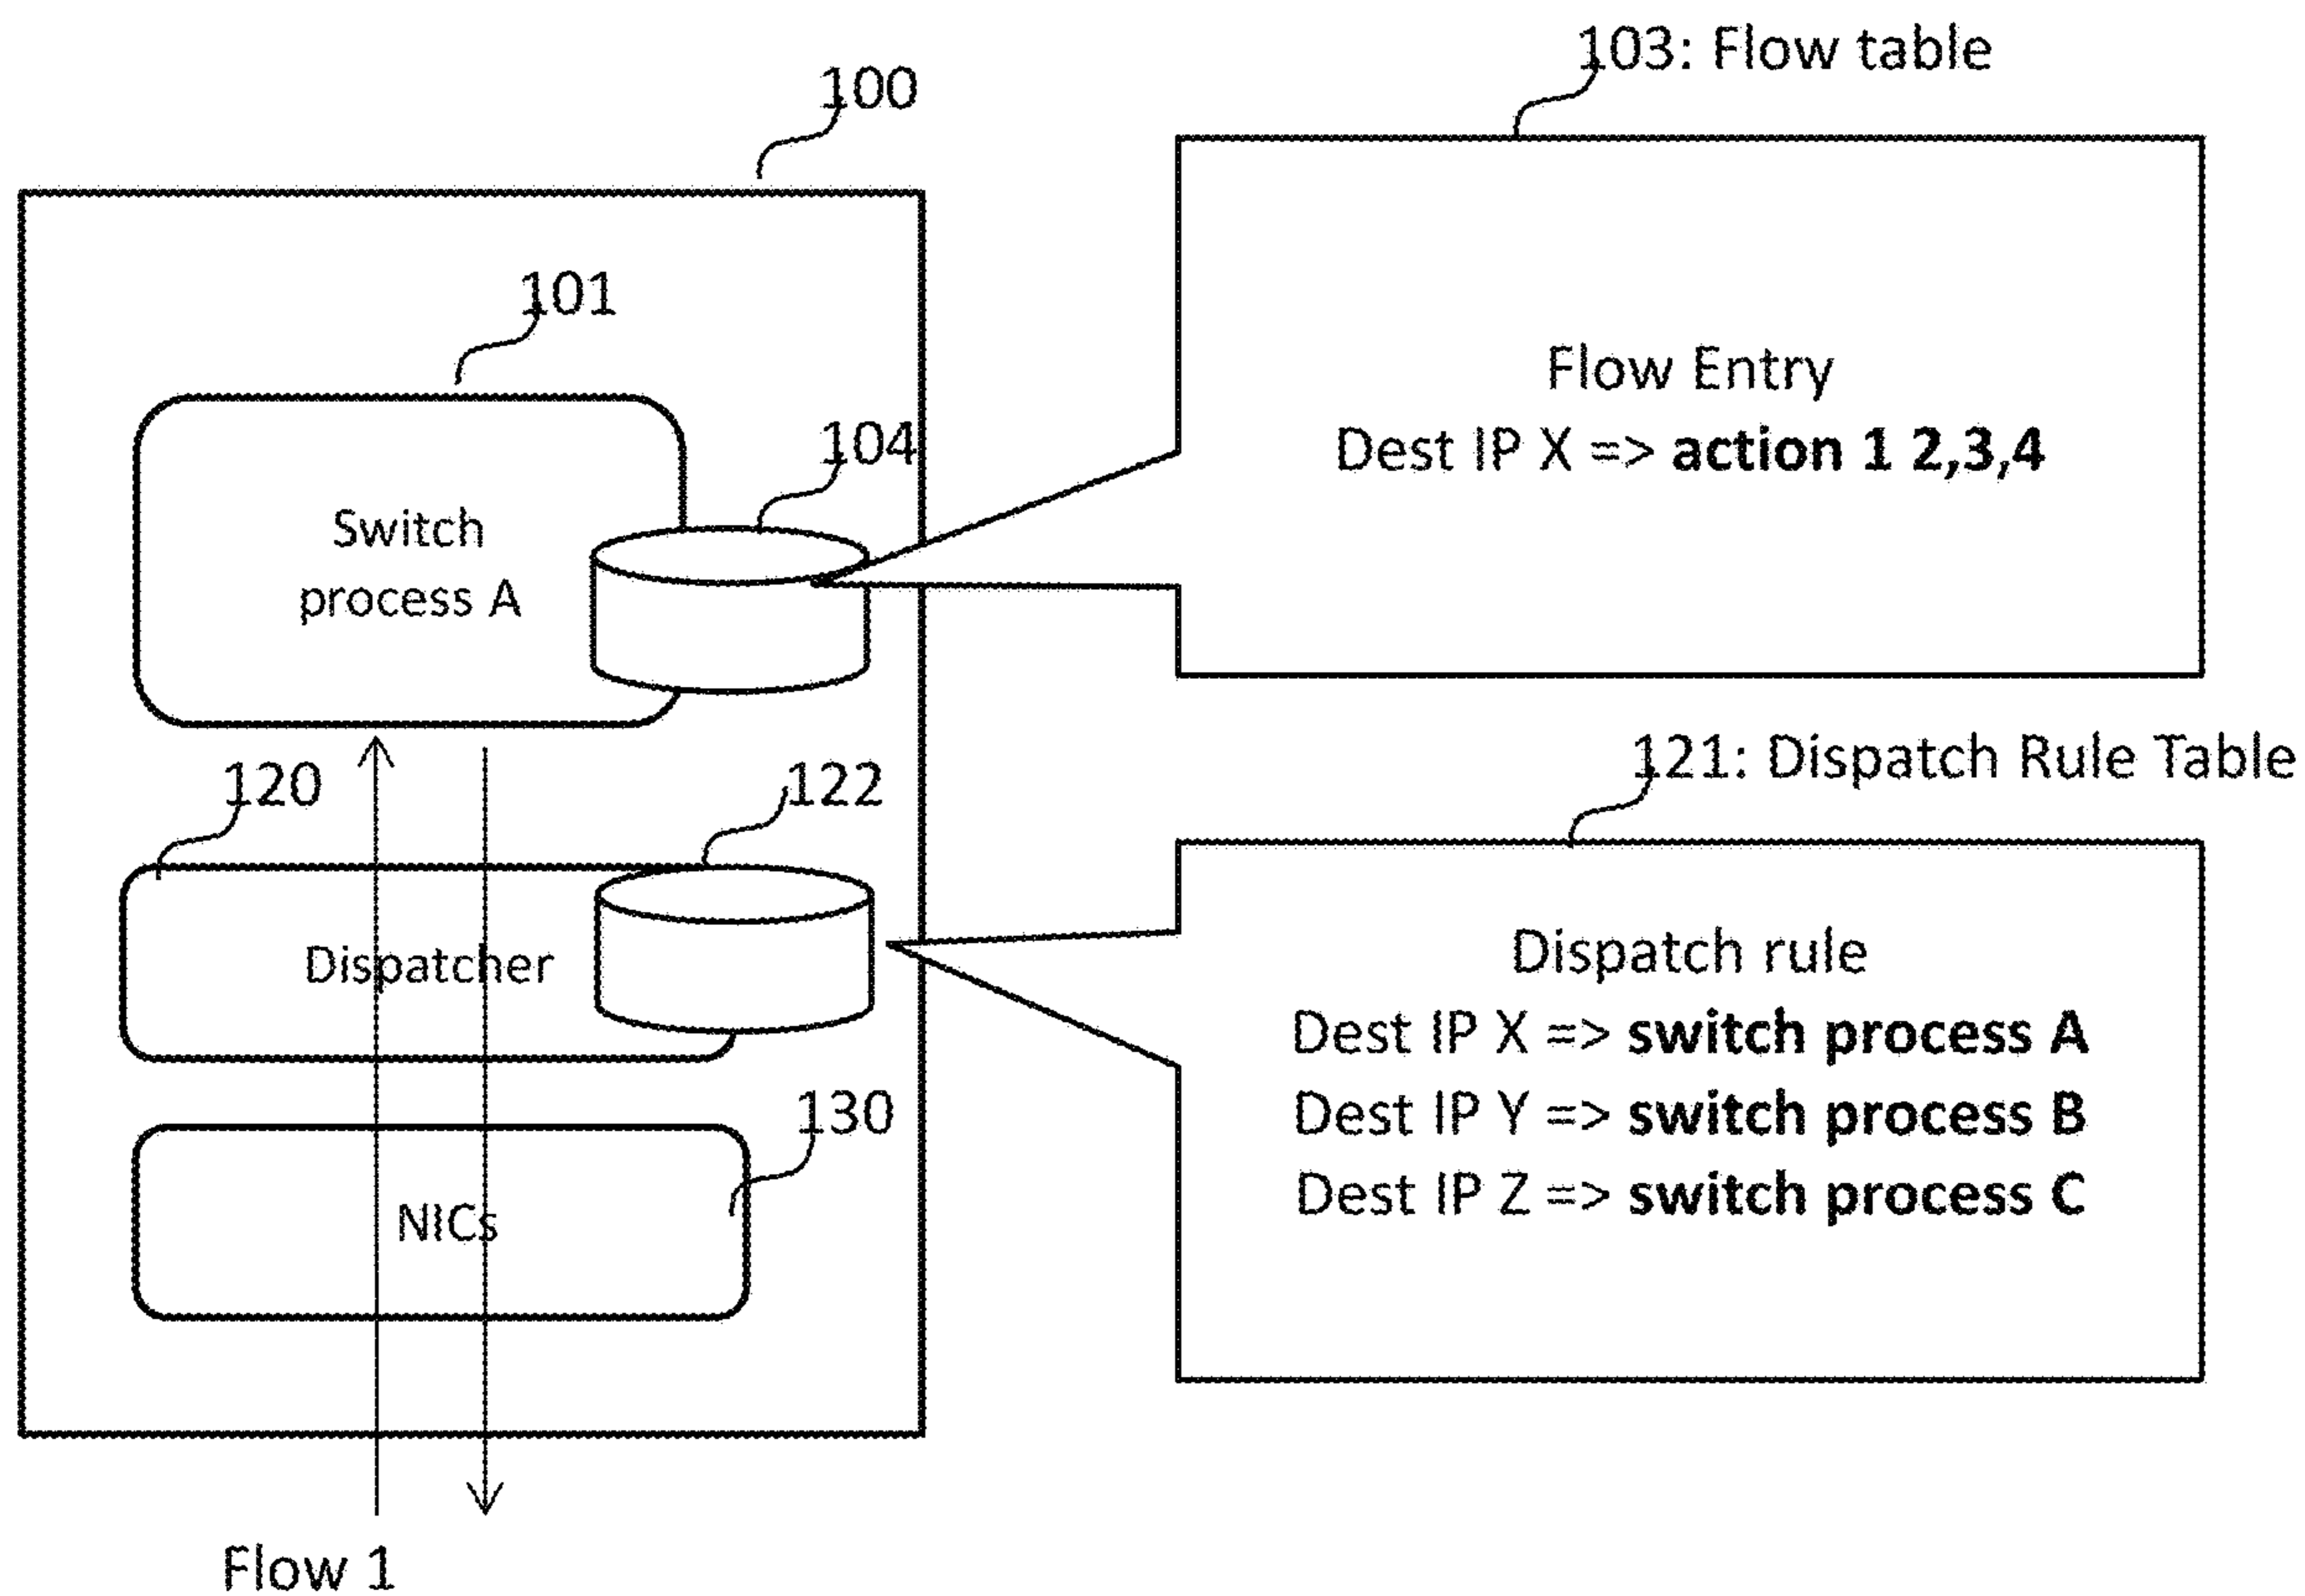 103: Flow table
100
Flow Entry
Dest IP X => action 1 2,3,4
101
104
Switch
process A
121: Dispatch Rule Table
120
122
Dispatcher
Dispatch rule
Dest IP X => switch process A
Dest IP Y => switch process B
Dest IP Z => switch process C
130
NICs
Flow 1